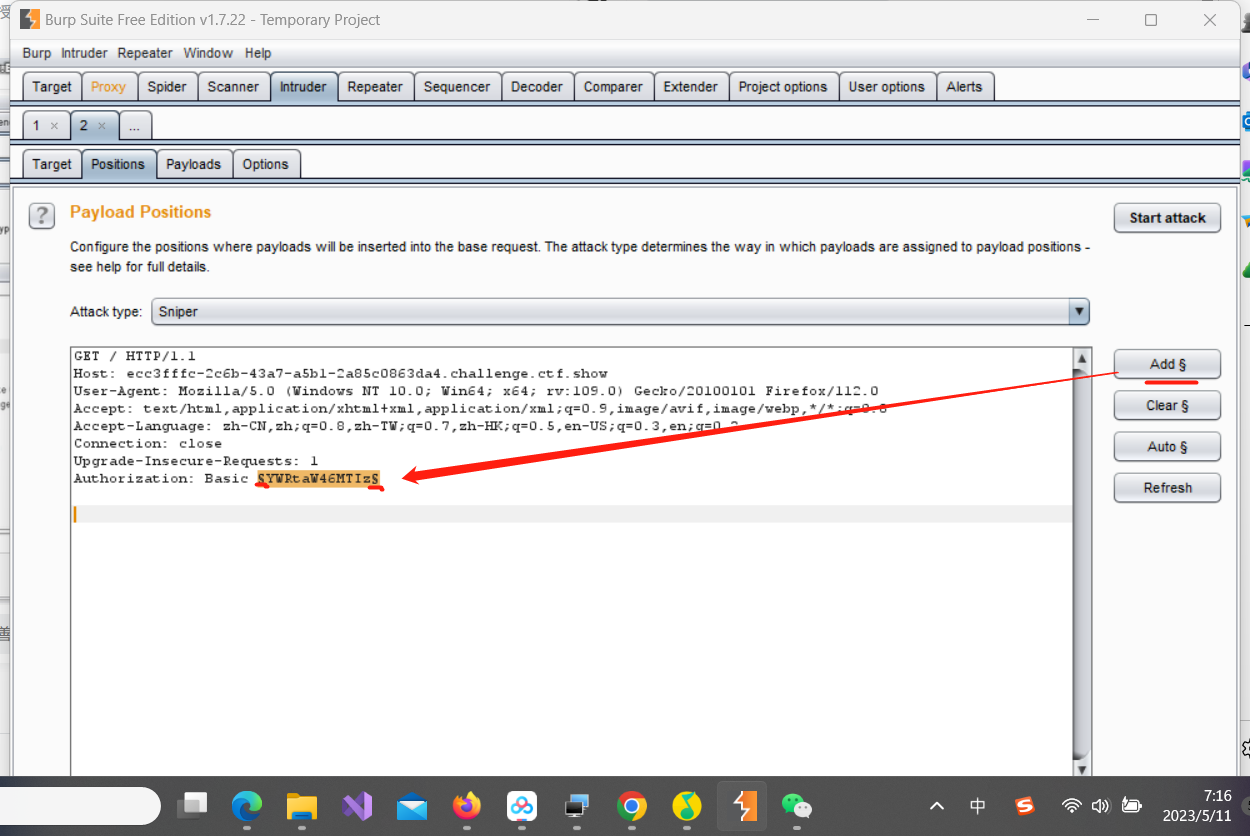 Burp Suite Free Edition v1.7.22 - Temporary Project
Burp Intruder Repeater Window Help
Target Proxy Spider Scanner Intruder Repeater Sequencer Decoder Comparer Extender Project options User options Alerts
1 × 2 × ...
Target Positions Payloads Options
? Payload Positions
Start attack
Configure the positions where payloads will be inserted into the base request. The attack type determines the way in which payloads are assigned to payload positions -
see help for full details.
Attack type: Sniper
GET / HTTP/1.1
Host: ecc3fffc-2c6b-43a7-a5b1-2a85c0863da4.challenge.ctf.show
User-Agent: Mozilla/5.0 (Windows NT 10.0; Win64; x64; rv:109.0) Gecko/20100101 Firefox/112.0
Accept: text/html,application/xhtml+xml,application/xml;q=0.9,image/avif,image/webp,*/*;q=0.8
Accept-Language: zh-CN,zh;q=0.8,zh-TW;q=0.7,zh-HK;q=0.5,en-US;q=0.3,en;q=0.2
Connection: close
Upgrade-Insecure-Requests: 1
Authorization: Basic §YWRtaW46MTIz§
Add §
Clear §
Auto §
Refresh
中
7:16
2023/5/11